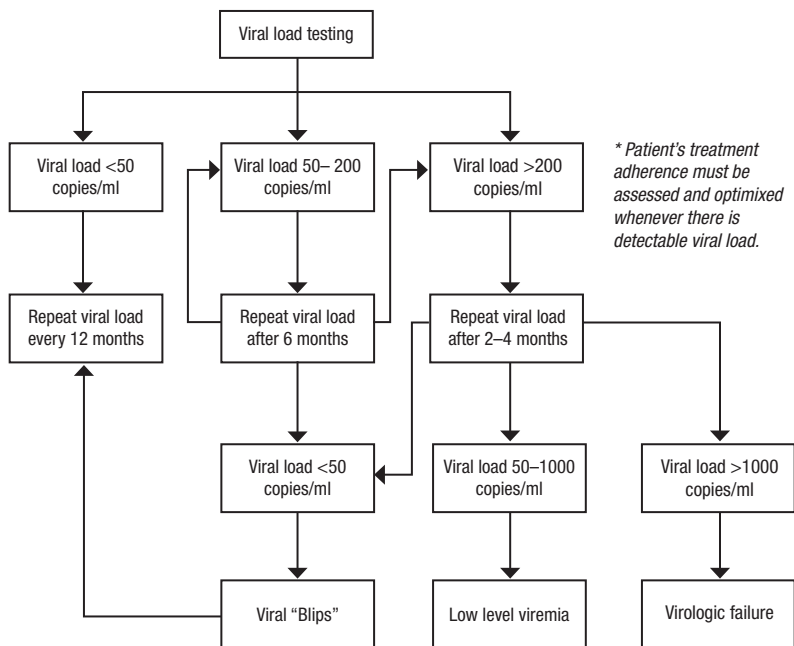 Viral load testing
Viral load <50
copies/ml
Viral load 50– 200
copies/ml
Viral load >200
copies/ml
* Patient's treatment
adherence must be
assessed and optimixed
whenever there is
detectable viral load.
Repeat viral load
every 12 months
Repeat viral load
after 6 months
Repeat viral load
after 2–4 months
Viral load <50
copies/ml
Viral load 50–1000
copies/ml
Viral load >1000
copies/ml
Viral “Blips”
Low level viremia
Virologic failure